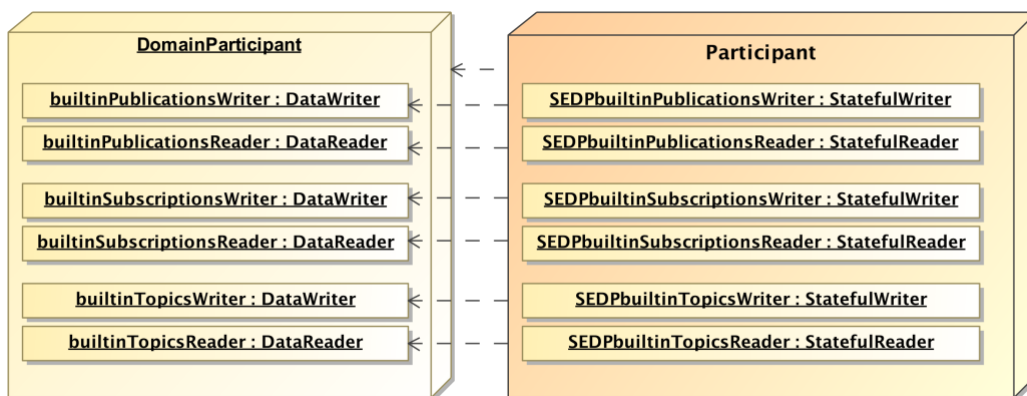 DomainParticipant
builtinPublicationsWriter : DataWriter
builtinPublicationsReader : DataReader
builtinSubscriptionsWriter : DataWriter
builtinSubscriptionsReader : DataReader
builtinTopicsWriter : DataWriter
builtinTopicsReader : DataReader
Participant
SEDPbuiltinPublicationsWriter : StatefulWriter
SEDPbuiltinPublicationsReader : StatefulReader
SEDPbuiltinSubscriptionsWriter : StatefulWriter
SEDPbuiltinSubscriptionsReader : StatefulReader
SEDPbuiltinTopicsWriter : StatefulWriter
SEDPbuiltinTopicsReader : StatefulReader